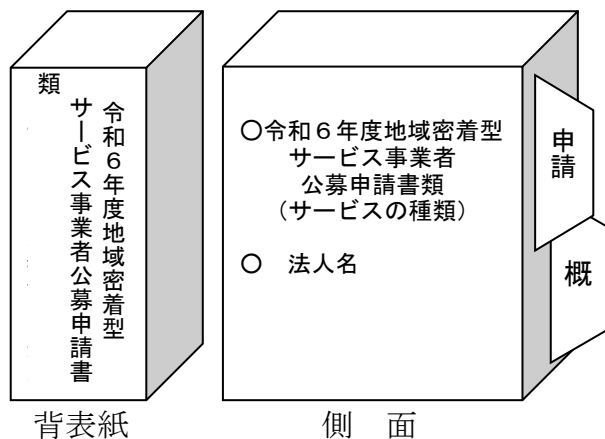 令和６年度地域密着型
サービス事業者公募申請書
類
背表紙
○令和６年度地域密着型
サービス事業者
公募申請書類
（サービスの種類）
○　法人名
申請
概
側　面